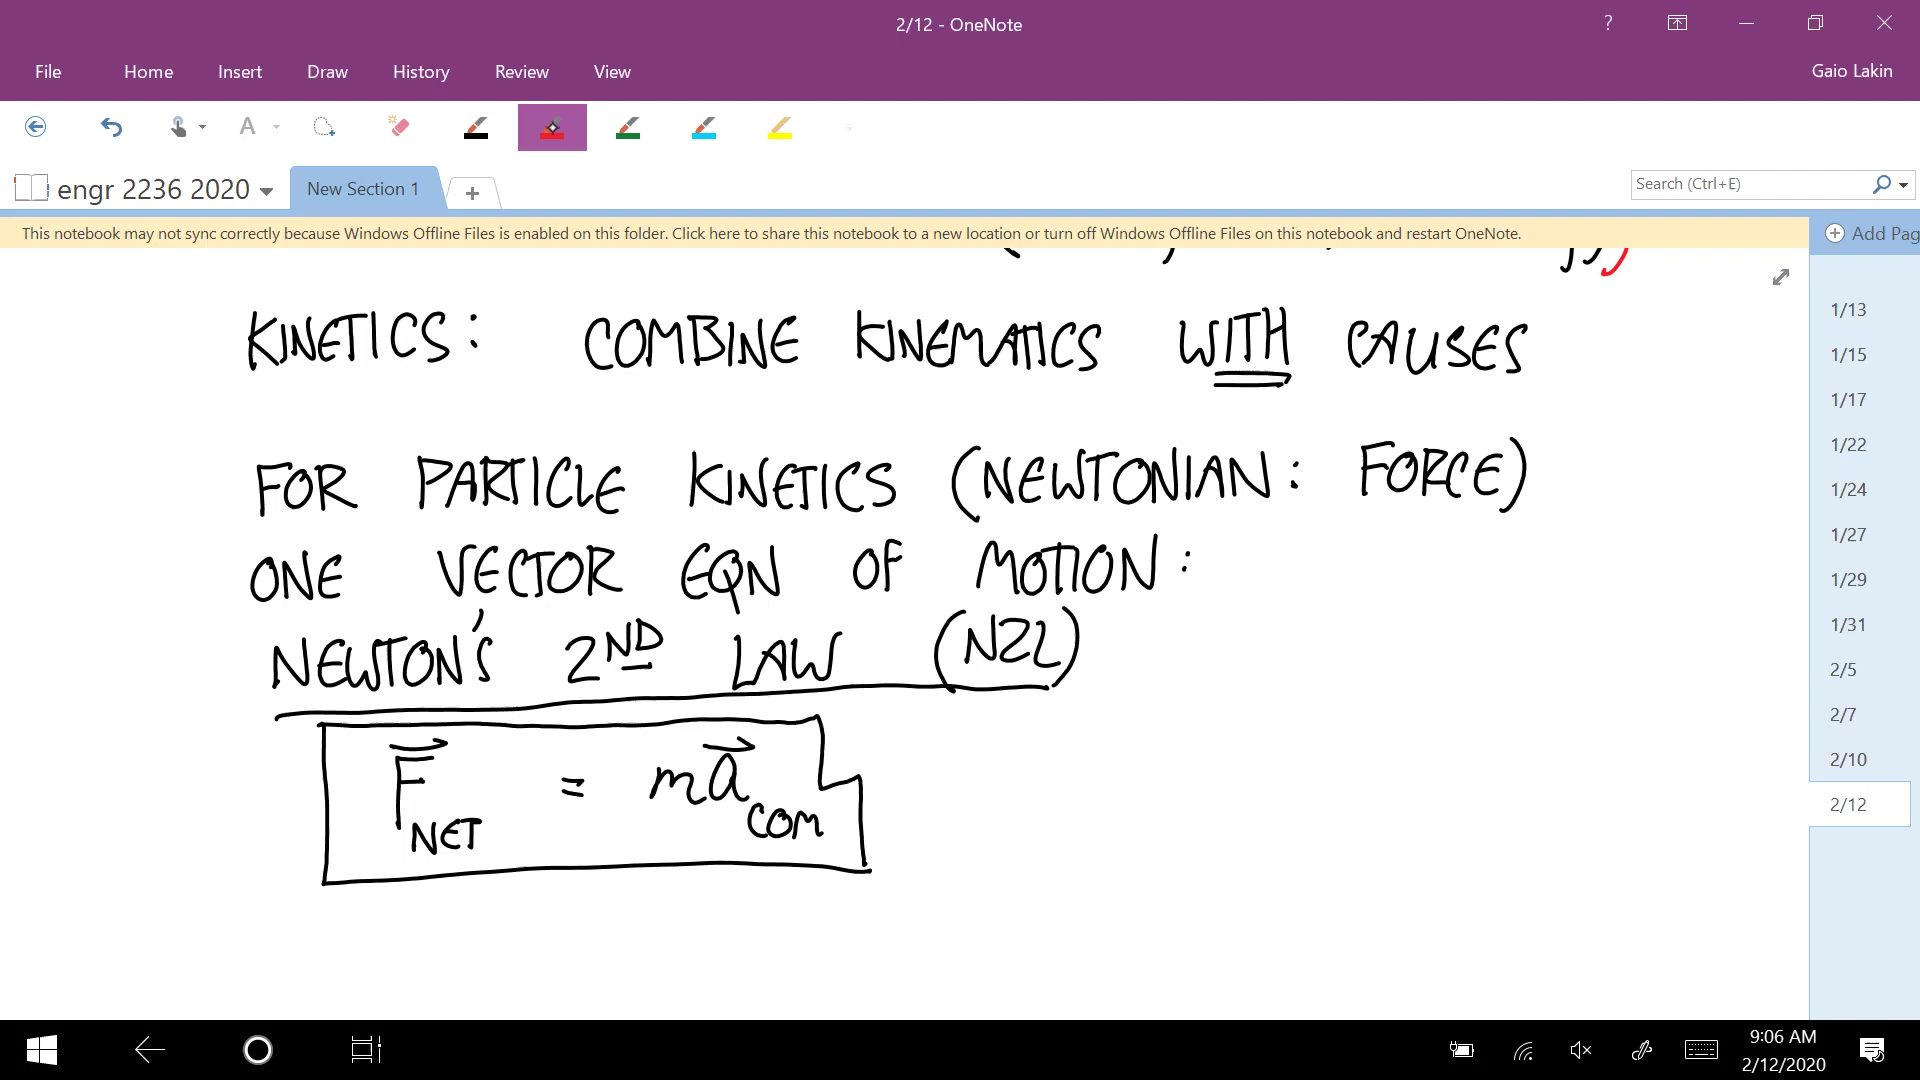 2/12 - OneNote
File Home Insert Draw History Review View Gaio Lakin
engr 2236 2020 New Section 1 + Search (Ctrl+E)
This notebook may not sync correctly because Windows Offline Files is enabled on this folder. Click here to share this notebook to a new location or turn off Windows Offline Files on this notebook and restart OneNote.
Add Pag
KINETICS: COMBINE KINEMATICS WITH CAUSES
FOR PARTICLE KINETICS (NEWTONIAN: FORCE)
ONE VECTOR EQN OF MOTION:
NEWTON'S 2ND LAW (N2L)
F NET = ma COM
1/13
1/15
1/17
1/22
1/24
1/27
1/29
1/31
2/5
2/7
2/10
2/12
9:06 AM
2/12/2020